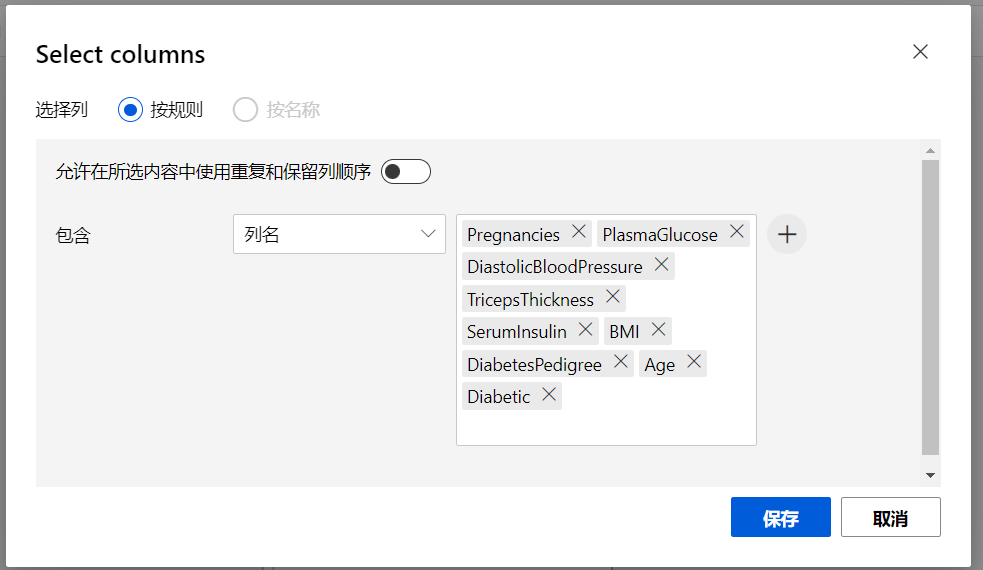 Select columns
选择列 按规则 按名称
允许在所选内容中使用重复和保留列顺序
包含 列名 Pregnancies PlasmaGlucose
DiastolicBloodPressure
TricepsThickness
SerumInsulin BMI
DiabetesPedigree Age
Diabetic
保存 取消